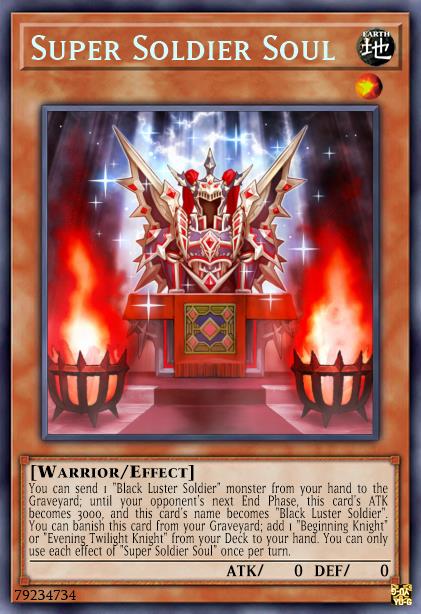 SUPER SOLDIER SOUL
EARTH
地
[WARRIOR/EFFECT]
You can send 1 "Black Luster Soldier" monster from your hand to the
Graveyard; until your opponent's next End Phase, this card's ATK
becomes 3000, and this card's name becomes "Black Luster Soldier".
You can banish this card from your Graveyard; add 1 "Beginning Knight"
or "Evening Twilight Knight" from your Deck to your hand. You can only
use each effect of "Super Soldier Soul" once per turn.
ATK/ 0 DEF/ 0
79234734